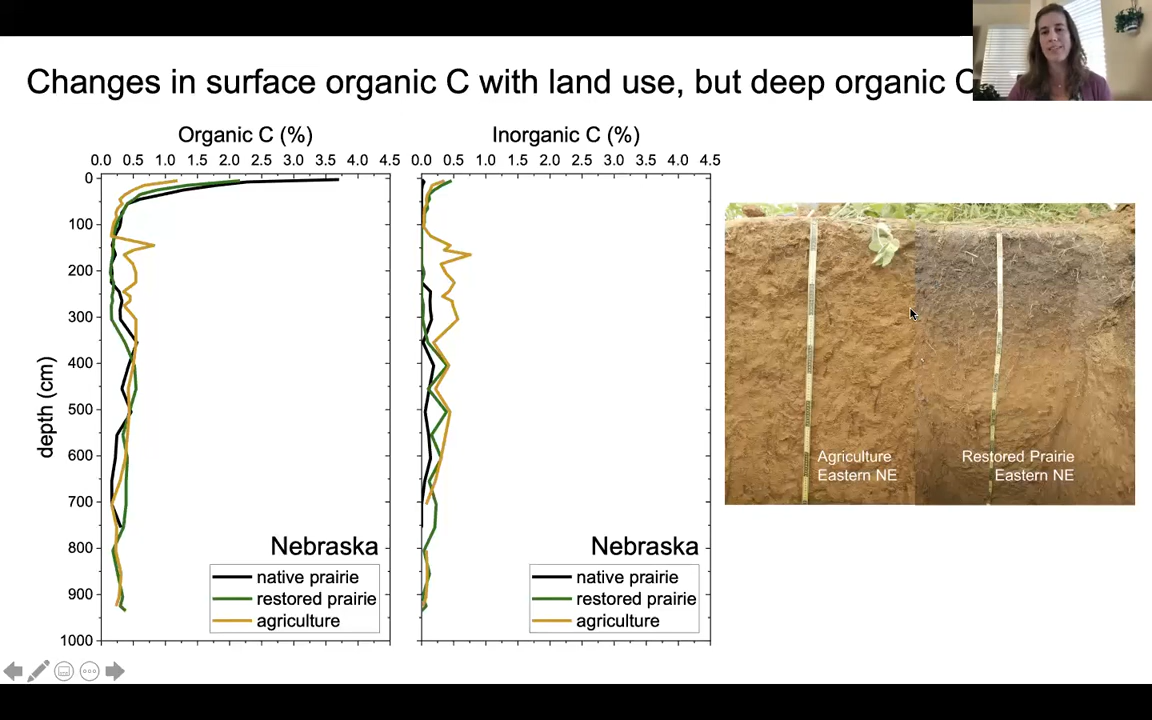 Changes in surface organic C with land use, but deep organic C
Organic C (%)
0.0 0.5 1.0 1.5 2.0 2.5 3.0 3.5 4.0 4.5
0
100
200
300
400
500
600
700
800
900
1000
depth (cm)
Nebraska
native prairie
restored prairie
agriculture
Inorganic C (%)
0.0 0.5 1.0 1.5 2.0 2.5 3.0 3.5 4.0 4.5
Nebraska
native prairie
restored prairie
agriculture
Agriculture
Eastern NE
Restored Prairie
Eastern NE